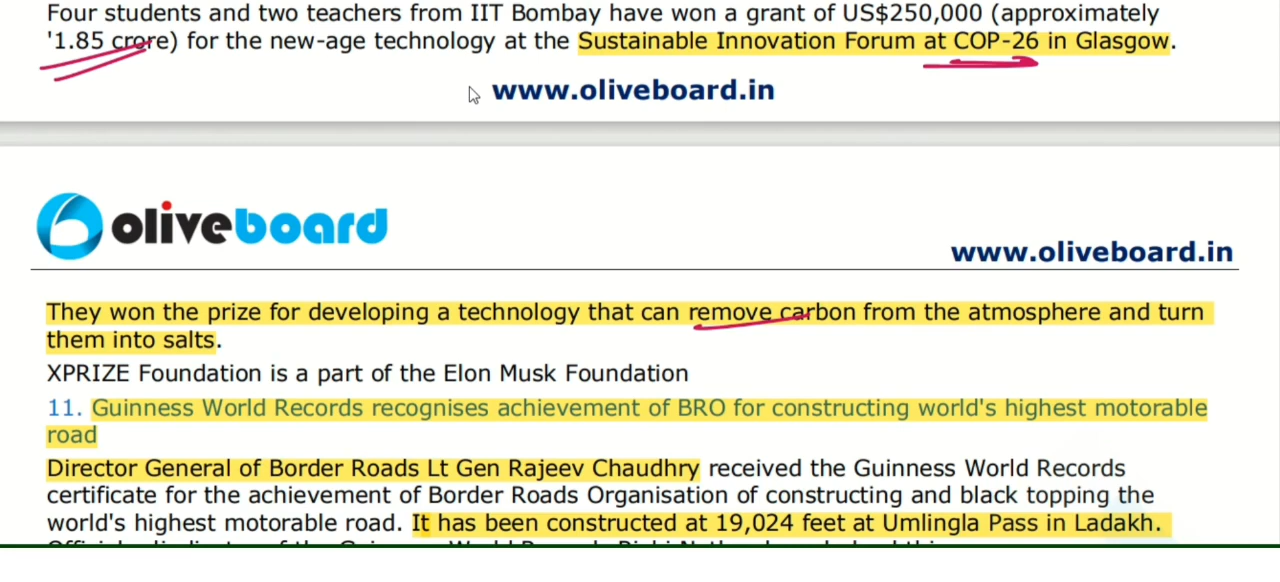 Four students and two teachers from IIT Bombay have won a grant of US$250,000 (approximately
'1.85 crore) for the new-age technology at the Sustainable Innovation Forum at COP-26 in Glasgow.
www.oliveboard.in
oliveboard
www.oliveboard.in
They won the prize for developing a technology that can remove carbon from the atmosphere and turn
them into salts.
XPRIZE Foundation is a part of the Elon Musk Foundation
11. Guinness World Records recognises achievement of BRO for constructing world's highest motorable
road
Director General of Border Roads Lt Gen Rajeev Chaudhry received the Guinness World Records
certificate for the achievement of Border Roads Organisation of constructing and black topping the
world's highest motorable road. It has been constructed at 19,024 feet at Umlingla Pass in Ladakh.